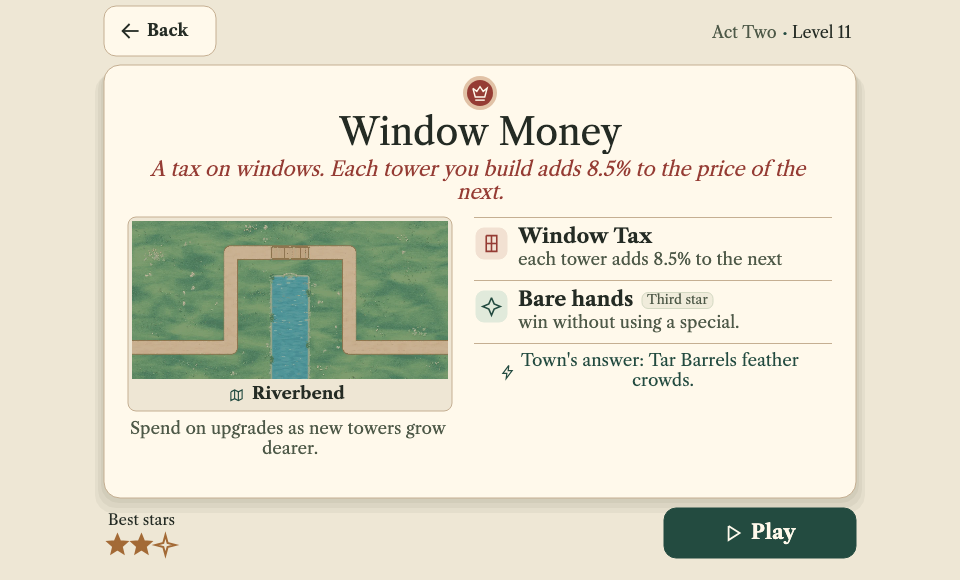 Back
Act Two • Level 11
Window Money
A tax on windows. Each tower you build adds 8.5% to the price of the
next.
Window Tax
each tower adds 8.5% to the next
Bare hands Third star
win without using a special.
Town's answer: Tar Barrels feather
crowds.
Riverbend
Spend on upgrades as new towers grow
dearer.
Best stars
Play